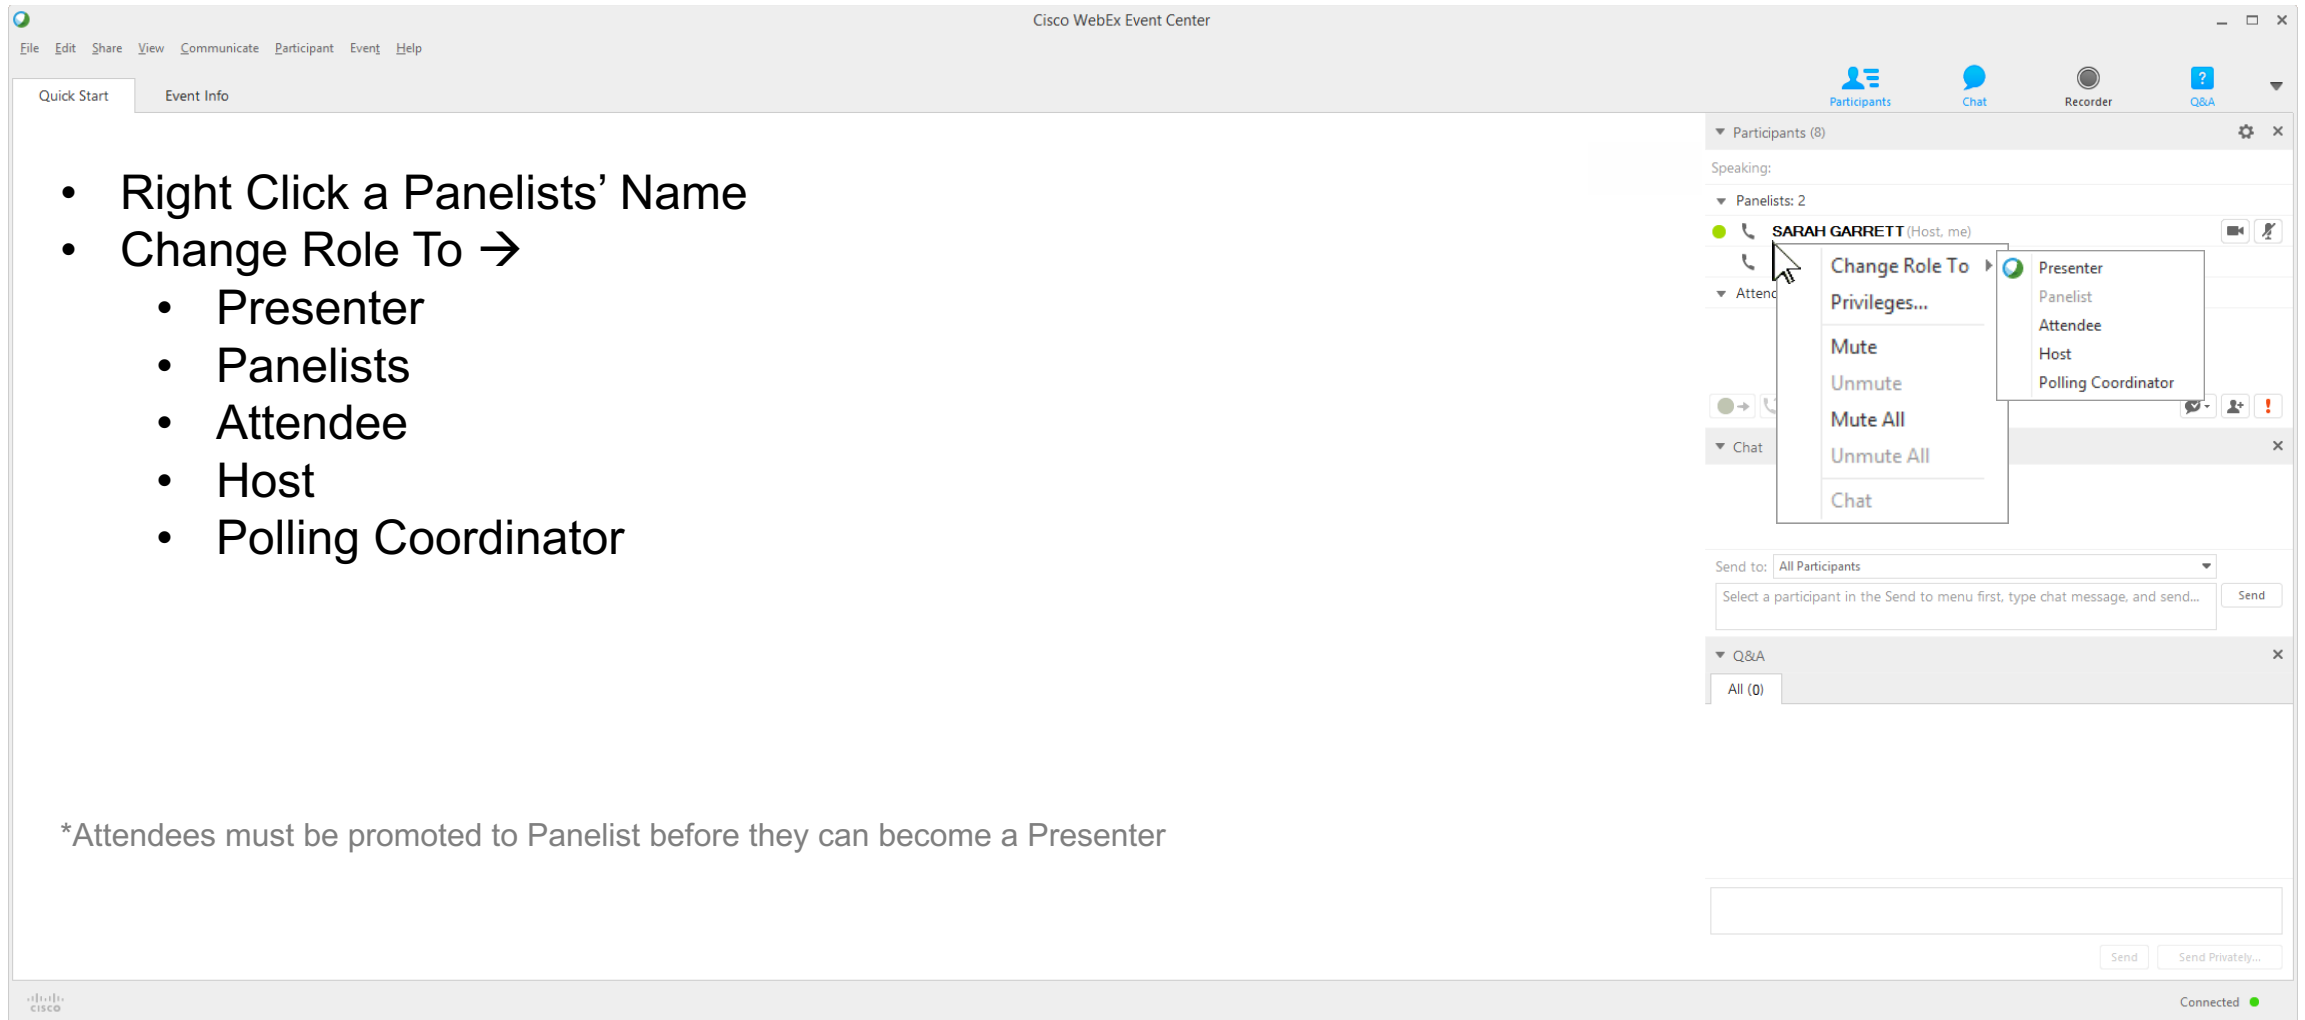 Cisco WebEx Event Center
File Edit Share View Communicate Participant Event Help
Quick Start Event Info
Participants Chat Recorder Q&A
• Right Click a Panelists’ Name
• Change Role To →
• Presenter
• Panelists
• Attendee
• Host
• Polling Coordinator
*Attendees must be promoted to Panelist before they can become a Presenter
Participants (8)
Speaking:
Panelists: 2
SARAH GARRETT (Host, me)
Attend
Change Role To
Privileges...
Mute
Unmute
Mute All
Unmute All
Chat
Presenter
Panelist
Attendee
Host
Polling Coordinator
Chat
Send to: All Participants
Select a participant in the Send to menu first, type chat message, and send...
Send
Q&A
All (0)
Send Send Privately...
CISCO
Connected